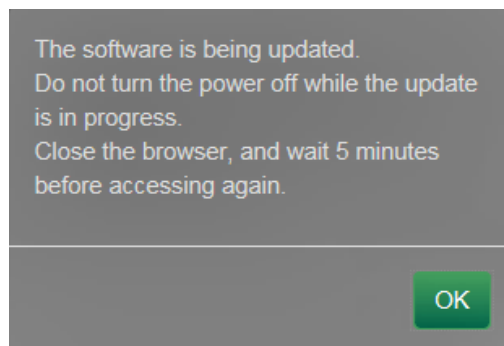 The software is being updated.
Do not turn the power off while the update
is in progress.
Close the browser, and wait 5 minutes
before accessing again.
OK